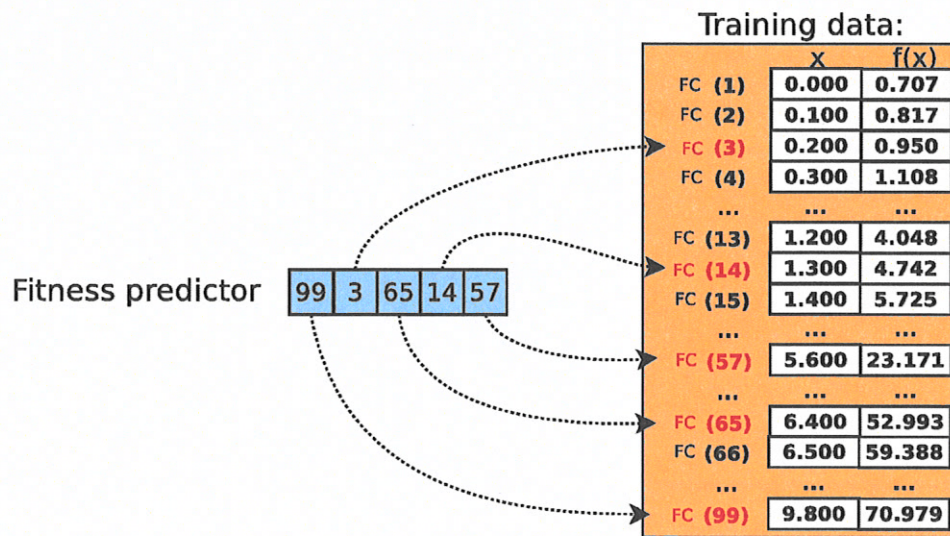 Training data:
x f(x)
FC (1) 0.000 0.707
FC (2) 0.100 0.817
FC (3) 0.200 0.950
FC (4) 0.300 1.108
... ... ...
FC (13) 1.200 4.048
FC (14) 1.300 4.742
FC (15) 1.400 5.725
Fitness predictor 99 3 65 14 57
... ... ...
FC (57) 5.600 23.171
... ... ...
FC (65) 6.400 52.993
FC (66) 6.500 59.388
... ... ...
FC (99) 9.800 70.979